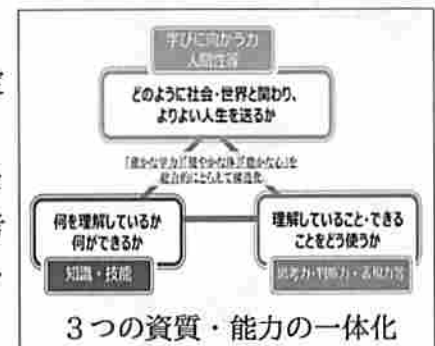 学びに向かう力
人間性等
どのように社会・世界と関わり、
よりよい人生を送るか
「確かな学力」「健やかな体」「豊かな心」を
総合的にとらえて構造化
何を理解しているか
何ができるか
知識・技能
理解していること・できる
ことをどう使うか
思考力・判断力・表現力等
3つの資質・能力の一体化